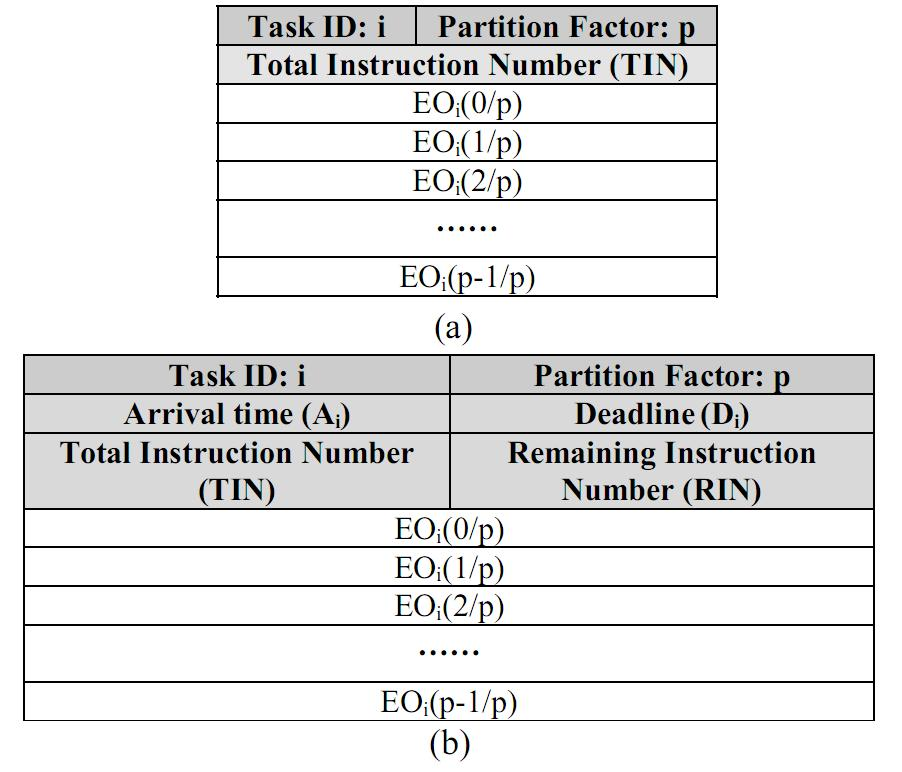 Task ID: i Partition Factor: p
Total Instruction Number (TIN)
EOi(0/p)
EOi(1/p)
EOi(2/p)
......
EOi(p-1/p)
(a)
Task ID: i Partition Factor: p
Arrival time (Ai) Deadline (Di)
Total Instruction Number Remaining Instruction
(TIN) Number (RIN)
EOi(0/p)
EOi(1/p)
EOi(2/p)
......
EOi(p-1/p)
(b)